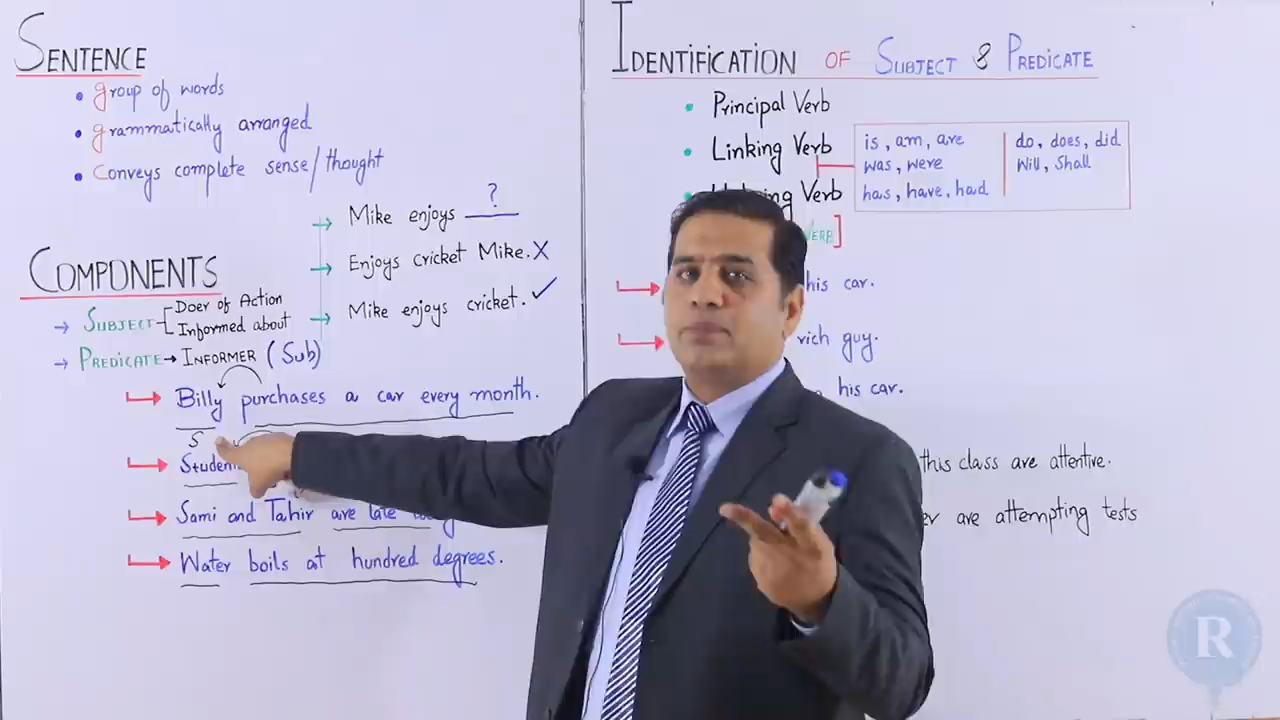 SENTENCE
• group of words
• grammatically arranged
• conveys complete sense/thought
→ Mike enjoys ______ ?
→ Enjoys cricket Mike. X
→ Mike enjoys cricket. ✓
COMPONENTS
→ SUBJECT - [ Doer of Action
Informed about
→ PREDICATE → INFORMER (Sub)
→ Billy purchases a car every month.
S
→ Sami and Tahir are late
→ Water boils at hundred degrees.
IDENTIFICATION OF SUBJECT & PREDICATE
• Principal Verb
• Linking Verb
• Verb
is, am, are
was, were
has, have, had
do, does, did
Will, Shall
VERB]
his car.
rich guy.
his car.
this class are attentive.
are attempting tests
R